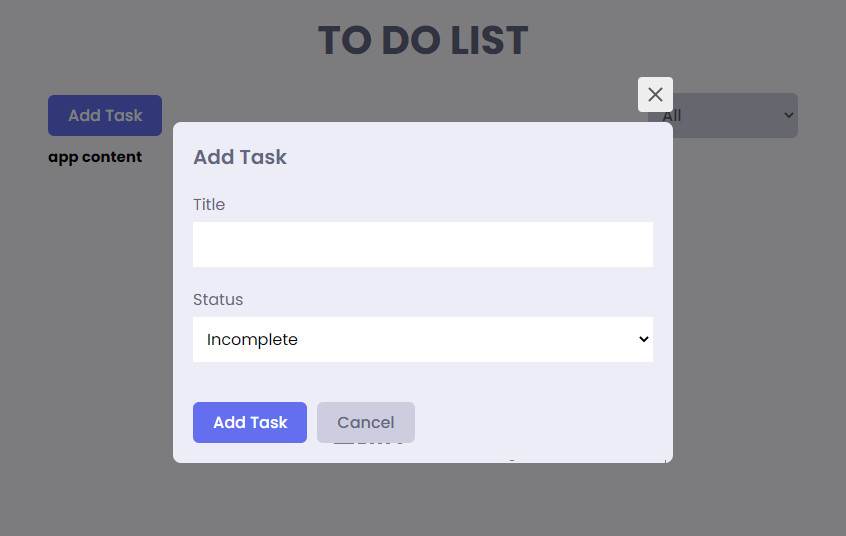 TO DO LIST
Add Task
All
app content
Add Task
Title
Status
Incomplete
Add Task
Cancel